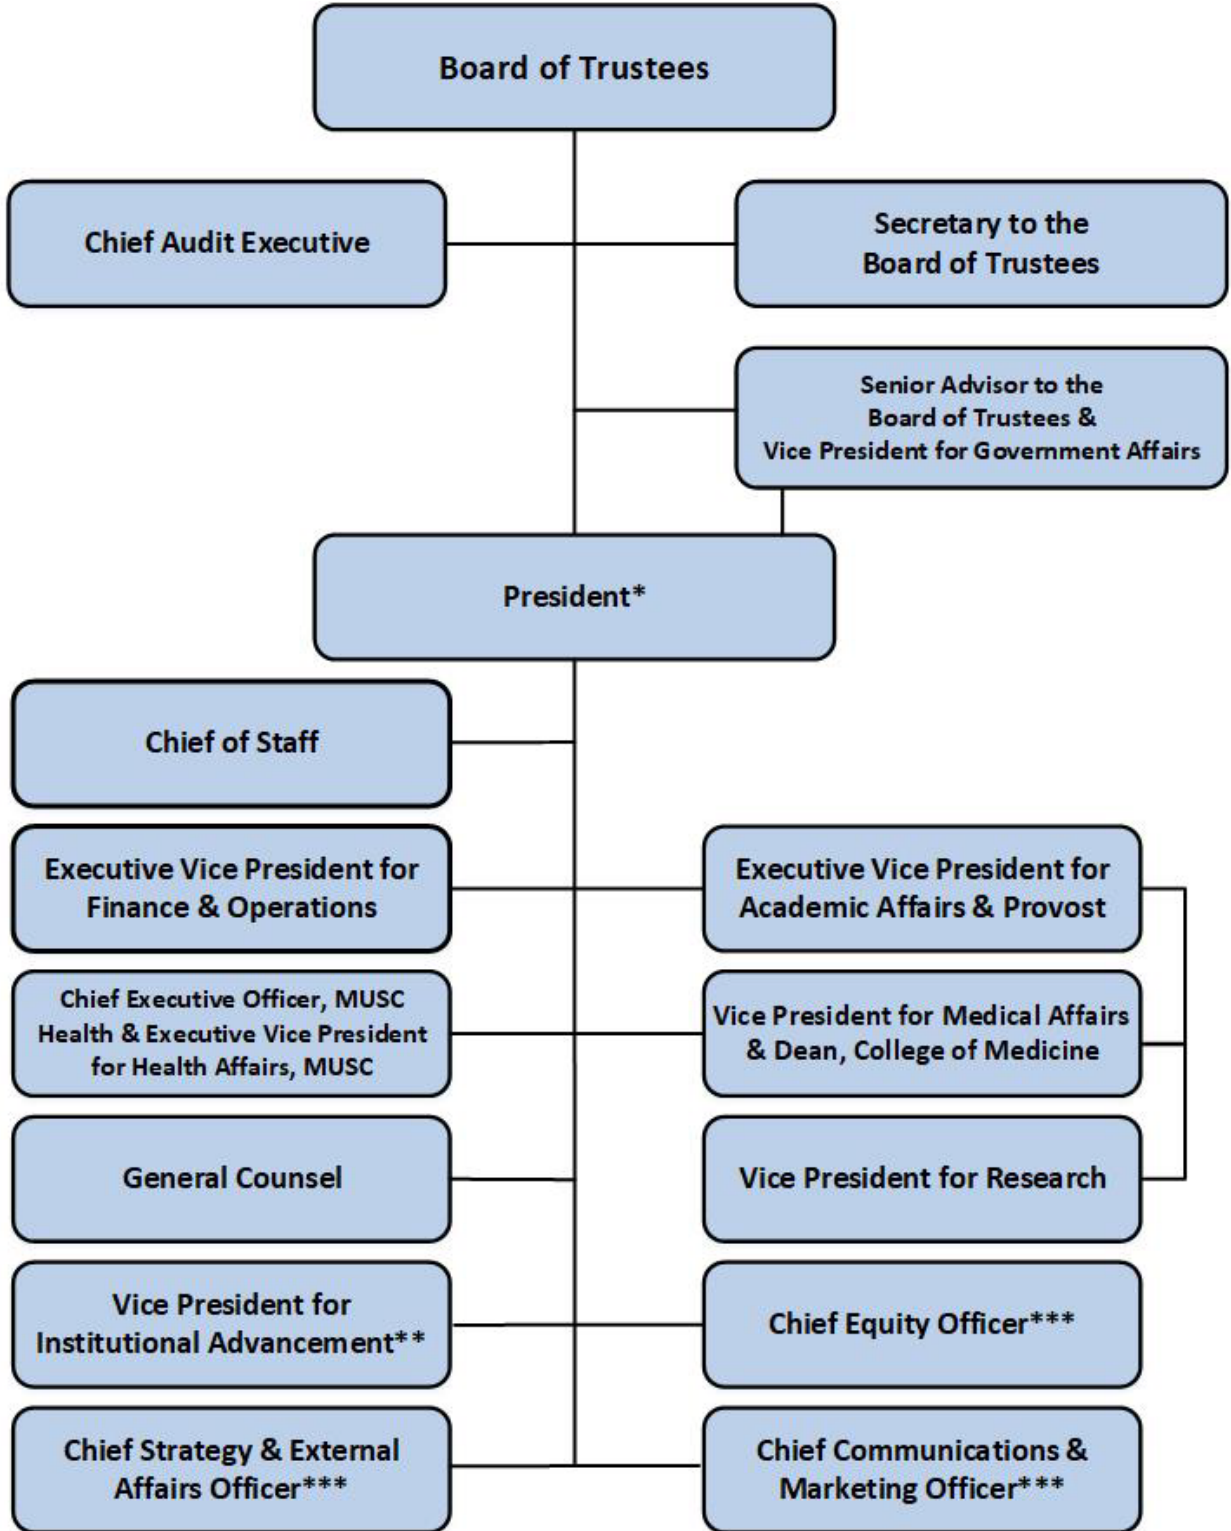 Board of Trustees
Chief Audit Executive
Secretary to the
Board of Trustees
Senior Advisor to the
Board of Trustees &
Vice President for Government Affairs
President*
Chief of Staff
Executive Vice President for
Finance & Operations
Executive Vice President for
Academic Affairs & Provost
Chief Executive Officer, MUSC
Health & Executive Vice President
for Health Affairs, MUSC
Vice President for Medical Affairs
& Dean, College of Medicine
General Counsel
Vice President for Research
Vice President for
Institutional Advancement**
Chief Equity Officer***
Chief Strategy & External
Affairs Officer***
Chief Communications &
Marketing Officer***